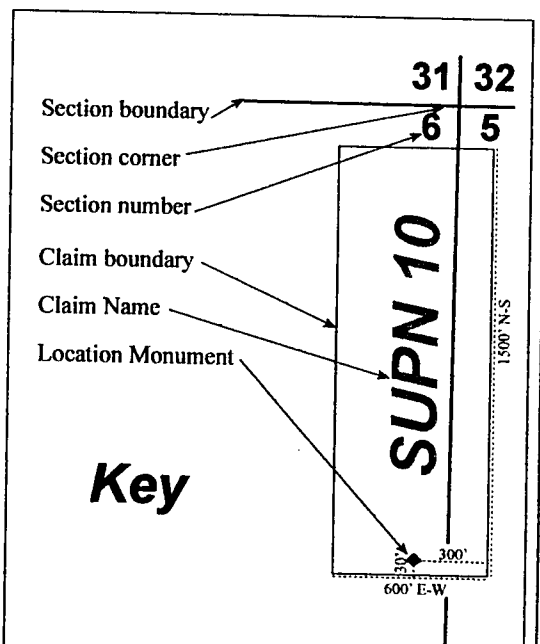 31 32
Section boundary
6 5
Section corner
Section number
SUPN 10
Claim boundary
Claim Name
1500' N-S
Location Monument
Key
30'
300'
600' E-W